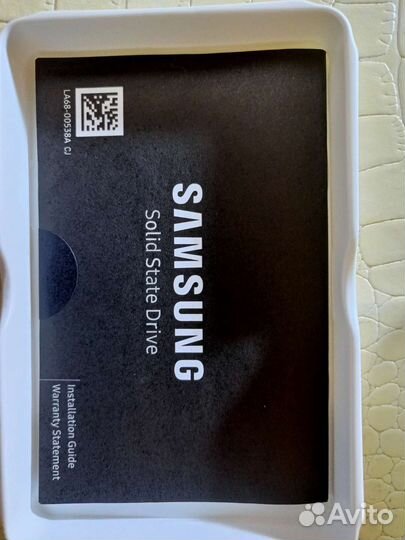 LA68-00538A CJ
SAMSUNG
Solid State Drive
Installation Guide
Warranty Statement
Avito